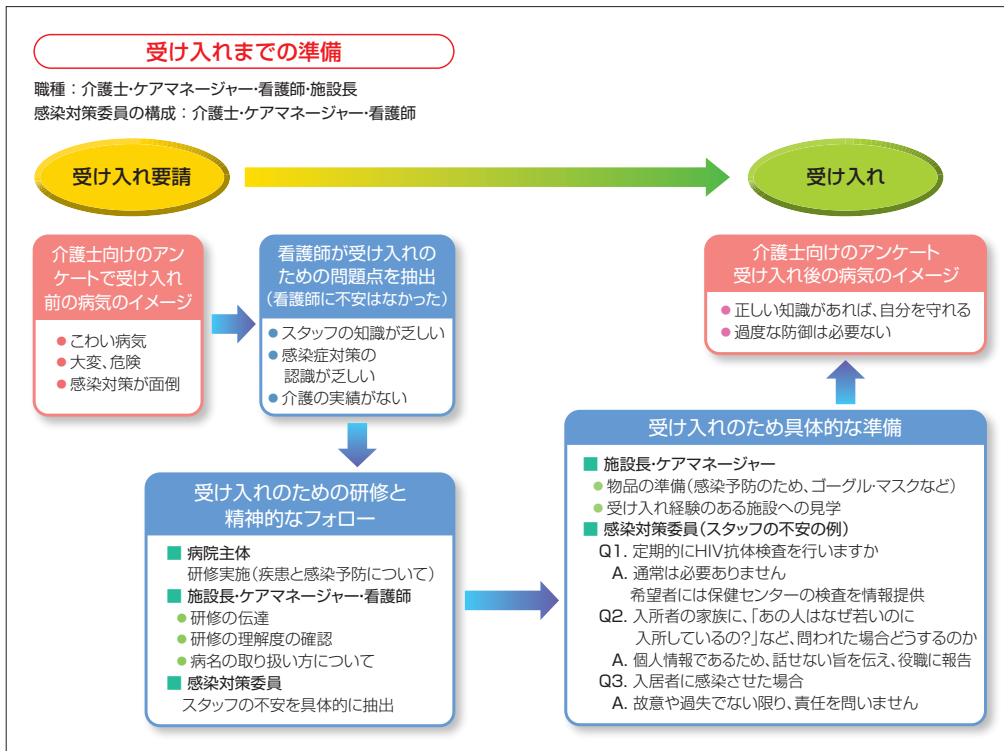 受け入れまでの準備
職種：介護士・ケアマネージャー・看護師・施設長
感染対策委員の構成：介護士・ケアマネージャー・看護師
受け入れ要請
受け入れ
介護士向けのアン
ケートで受け入れ
前の病気のイメージ
● こわい病気
● 大変、危険
● 感染対策が面倒
看護師が受け入れの
ための問題点を抽出
（看護師に不安はなかった）
● スタッフの知識が乏しい
● 感染症対策の
認識が乏しい
● 介護の実績がない
受け入れのための研修と
精神的なフォロー
■ 病院主体
研修実施（疾患と感染予防について）
■ 施設長・ケアマネージャー・看護師
● 研修の伝達
● 研修の理解度の確認
● 病名の取り扱い方について
■ 感染対策委員
スタッフの不安を具体的に抽出
受け入れのため具体的な準備
■ 施設長・ケアマネージャー
● 物品の準備（感染予防のため、ゴーグル・マスクなど）
● 受け入れ経験のある施設への見学
■ 感染対策委員（スタッフの不安の例）
Q1. 定期的にHIV抗体検査を行いますか
A. 通常は必要ありません
希望者には保健センターの検査を情報提供
Q2. 入所者の家族に、「あの人はなぜ若いのに
入所しているの？」など、問われた場合どうするのか
A. 個人情報であるため、話せない旨を伝え、役職に報告
Q3. 入居者に感染させた場合
A. 故意や過失でない限り、責任を問いません
介護士向けのアンケート
受け入れ後の病気のイメージ
● 正しい知識があれば、自分を守れる
● 過度な防御は必要ない